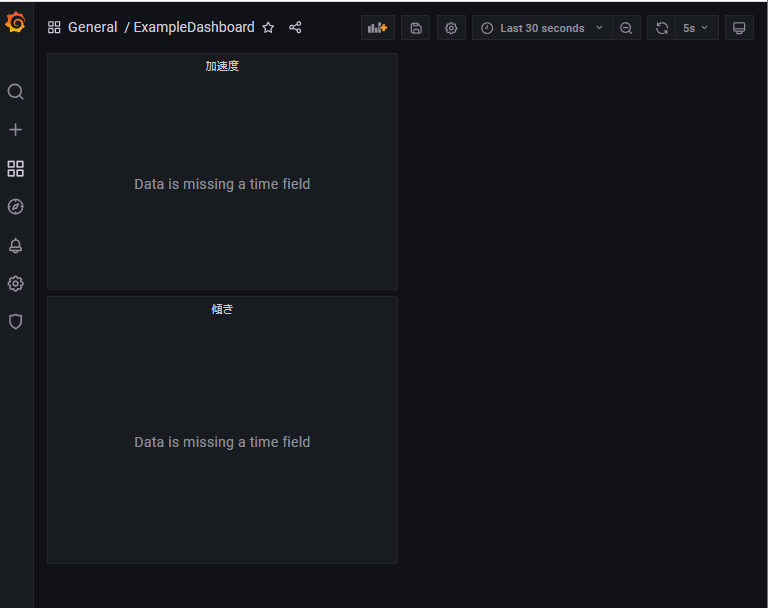 General / ExampleDashboard
Last 30 seconds
5s
加速度
Data is missing a time field
傾き
Data is missing a time field